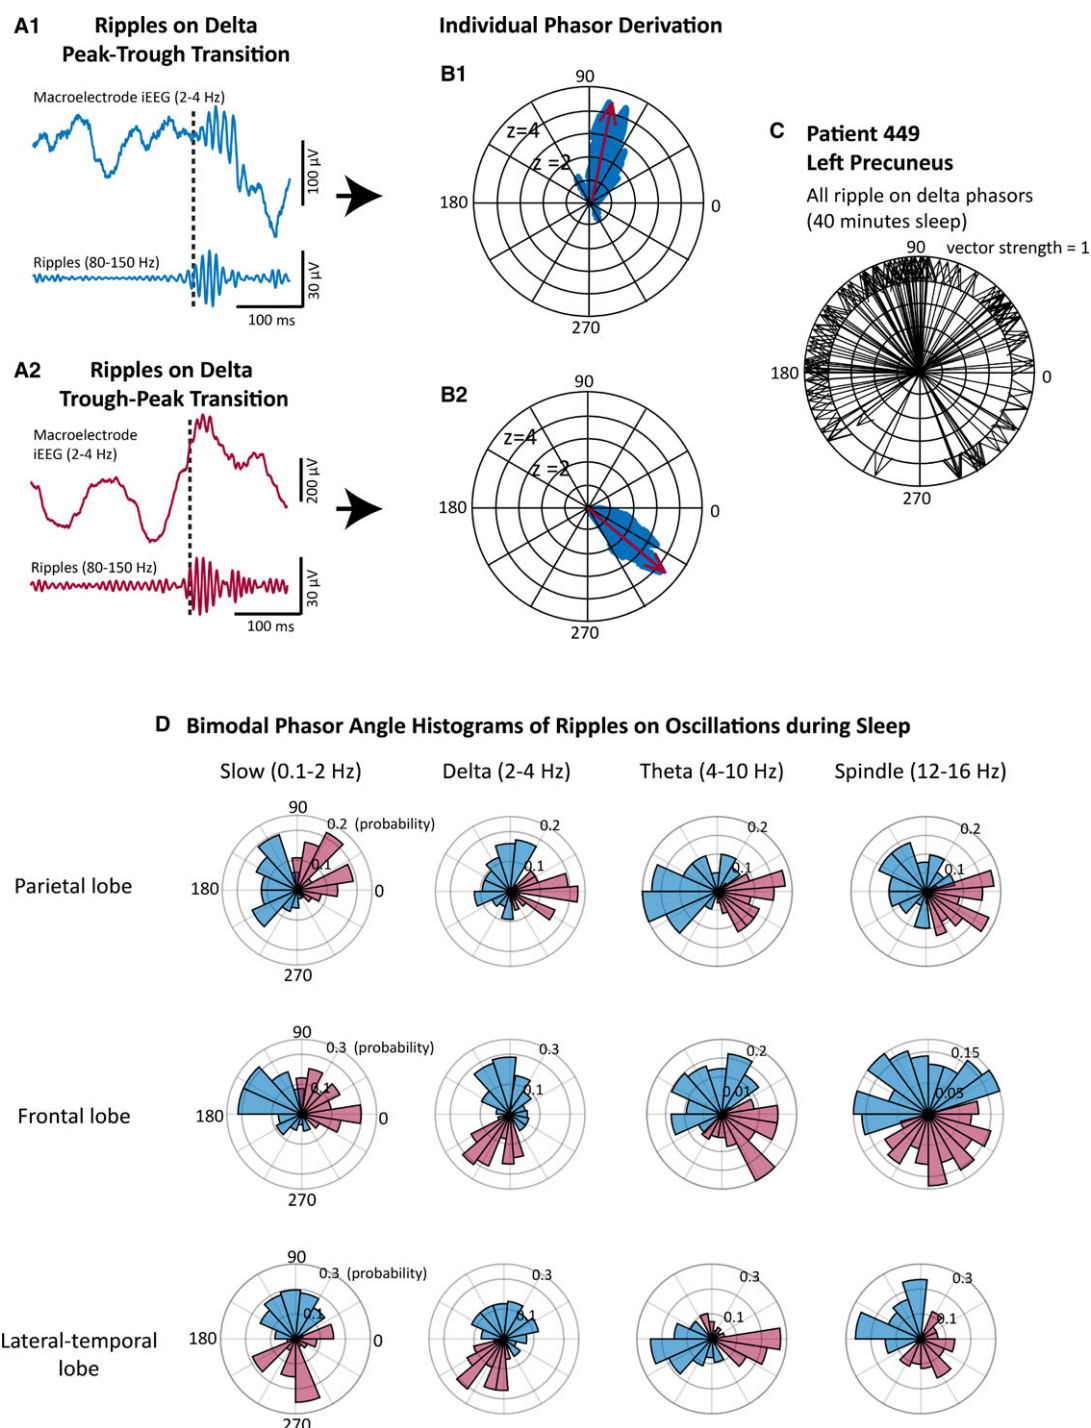 A1 Ripples on Delta
Peak-Trough Transition
Macroelectrode iEEG (2-4 Hz)
100 µV
Ripples (80-150 Hz)
30 µV
100 ms
Individual Phasor Derivation
B1
90
z=4
z =2
180
0
270
C Patient 449
Left Precuneus
All ripple on delta phasors
(40 minutes sleep)
90 vector strength = 1
180
0
270
A2 Ripples on Delta
Trough-Peak Transition
Macroelectrode
iEEG (2-4 Hz)
200 µV
Ripples (80-150 Hz)
30 µV
100 ms
B2
90
z=4
z =2
180
0
270
D Bimodal Phasor Angle Histograms of Ripples on Oscillations during Sleep
Slow (0.1-2 Hz) Delta (2-4 Hz) Theta (4-10 Hz) Spindle (12-16 Hz)
Parietal lobe
90
0.2 (probability)
0.1
180
0
270
0.2
0.1
0.2
0.1
0.2
0.1
Frontal lobe
90
0.3 (probability)
0.1
180
0
270
0.3
0.1
0.2
0.01
0.15
0.05
Lateral-temporal
lobe
90
0.3 (probability)
0.1
180
0
270
0.3
0.1
0.3
0.1
0.3
0.1